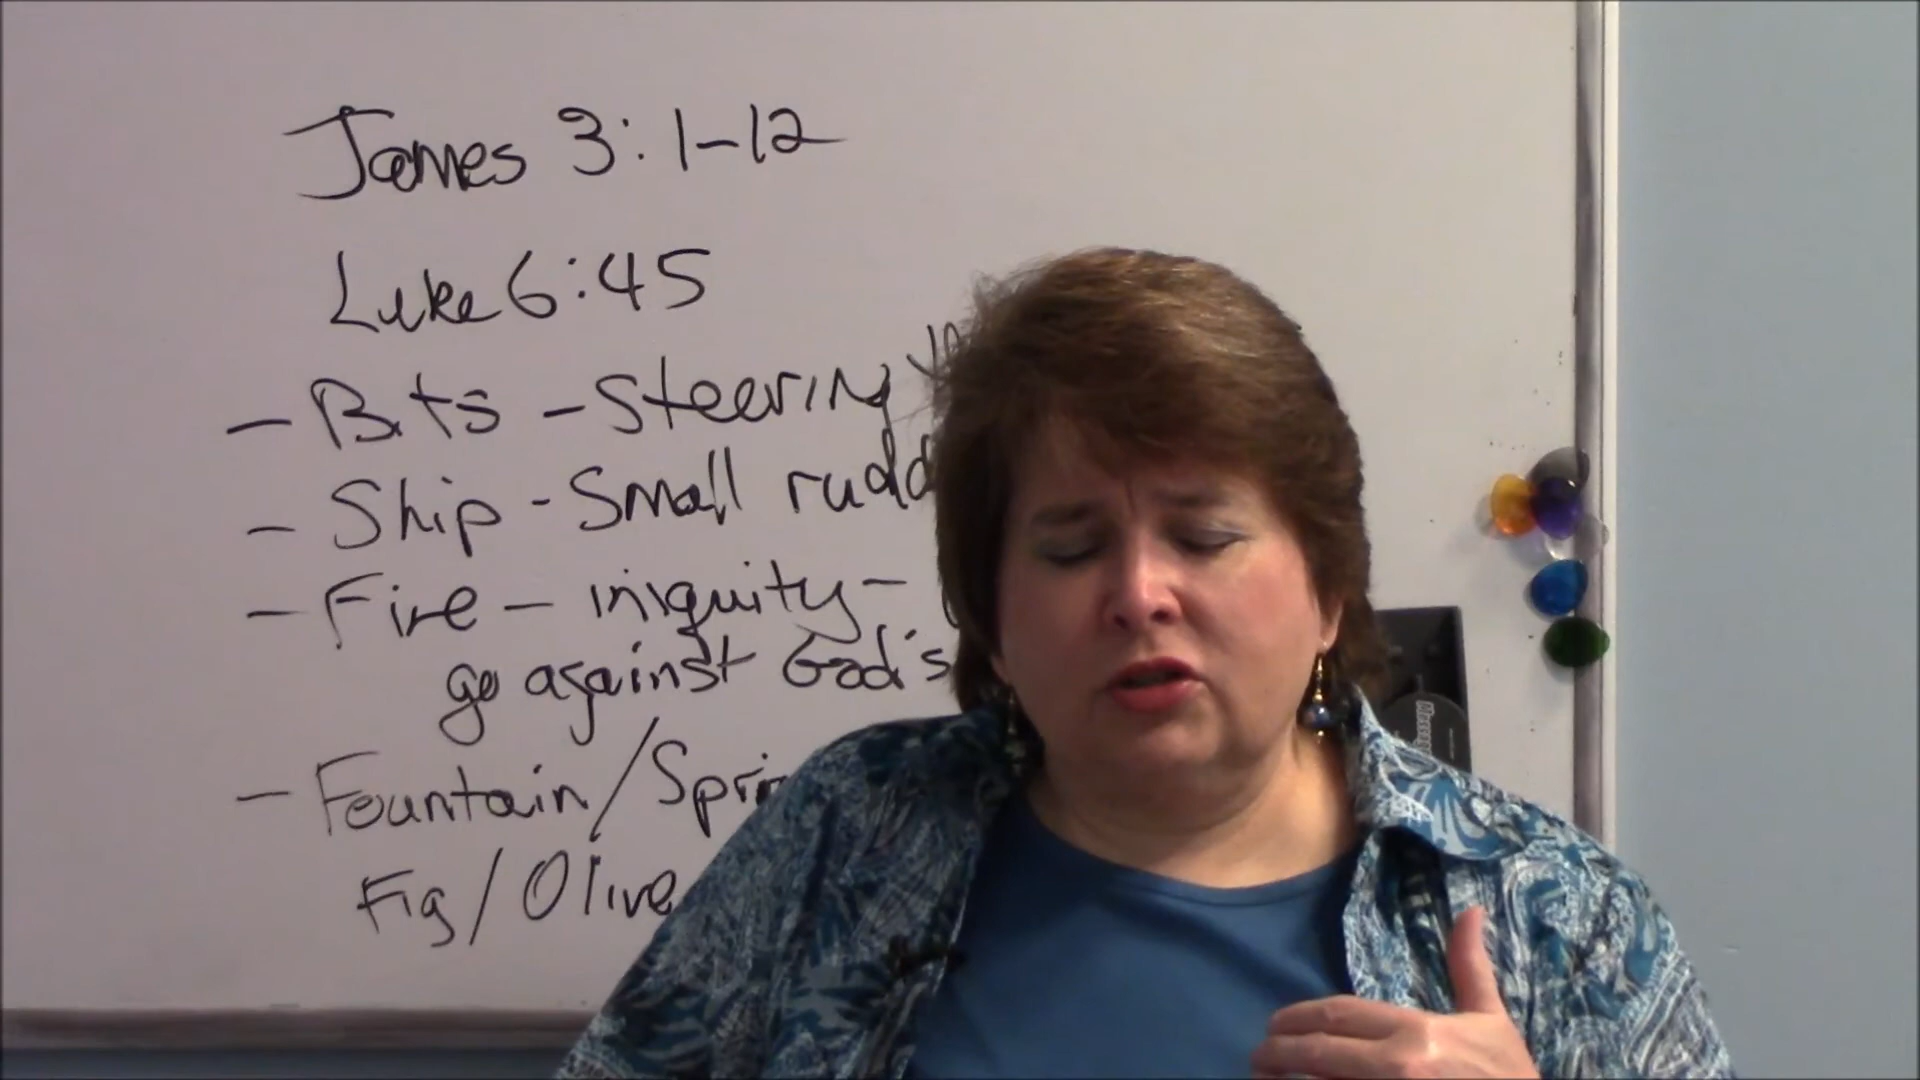 James 3:1-12
Luke 6:45
- Bits - Steering
- Ship - Small rudd
- Fire - iniquity -
go against God's
- Fountain/Spri
Fig/Olive